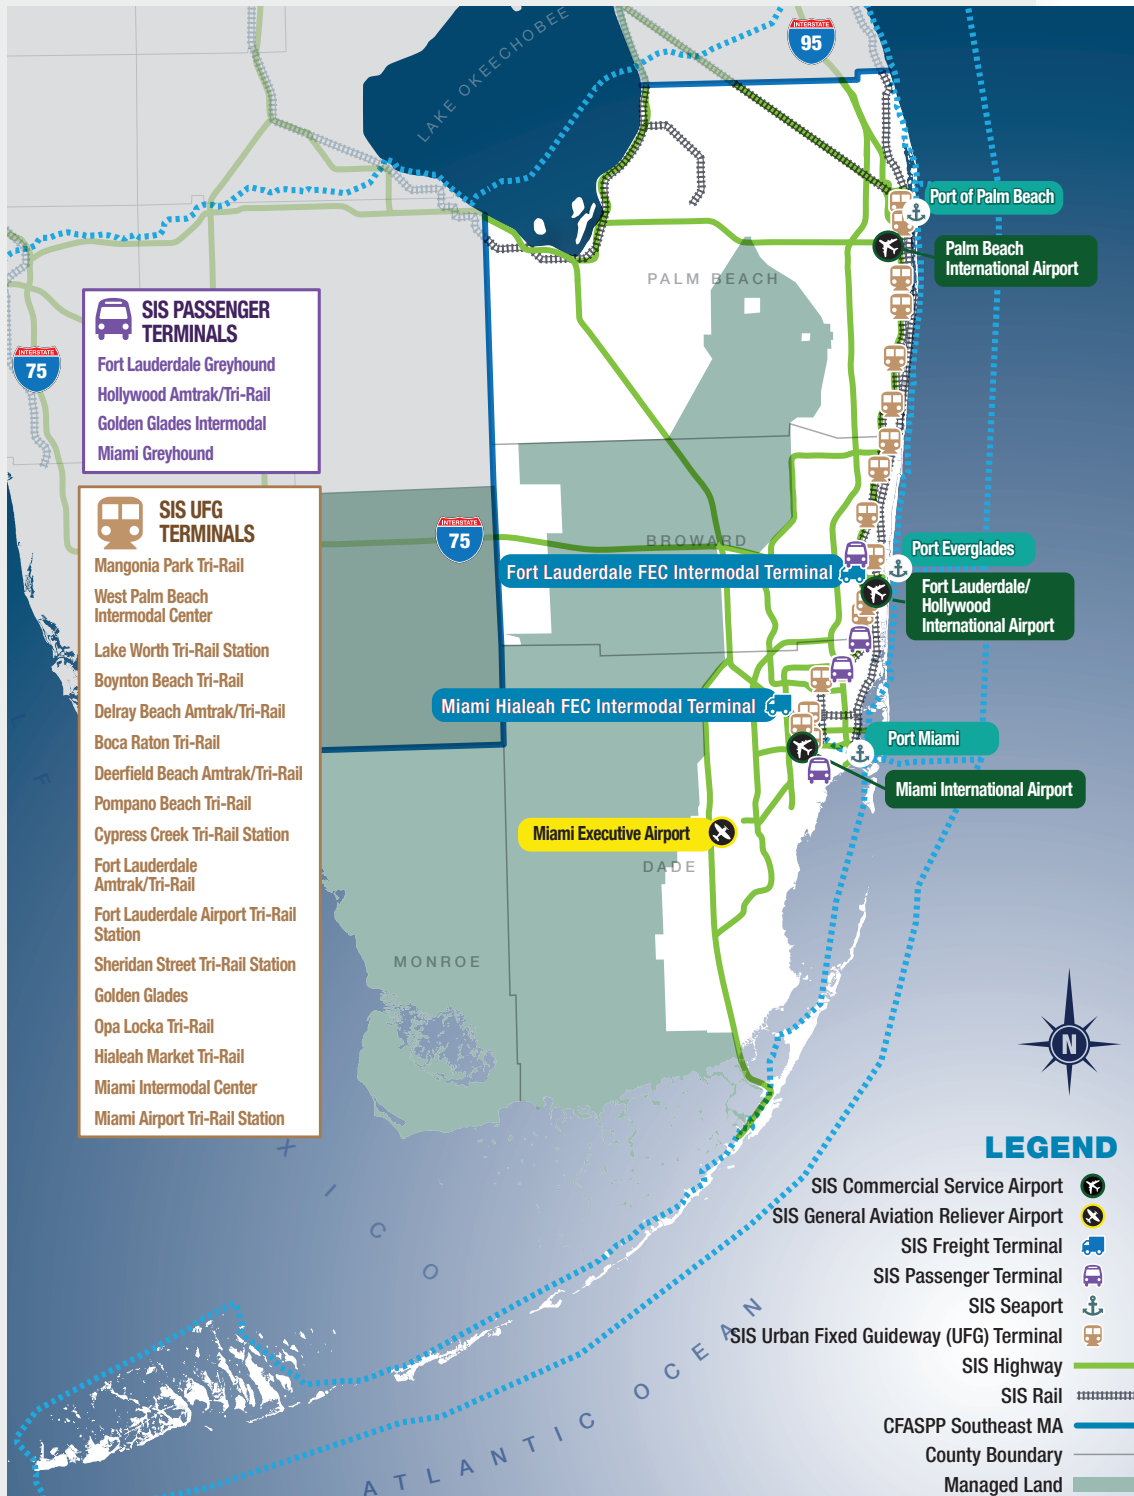 LAKE OKEECHOBEE
INTERSTATE
95
Port of Palm Beach
Palm Beach
International Airport
PALM BEACH
SIS PASSENGER
TERMINALS
Fort Lauderdale Greyhound
Hollywood Amtrak/Tri-Rail
Golden Glades Intermodal
Miami Greyhound
INTERSTATE
75
SIS UFG
TERMINALS
Mangonia Park Tri-Rail
West Palm Beach
Intermodal Center
Lake Worth Tri-Rail Station
Boynton Beach Tri-Rail
Delray Beach Amtrak/Tri-Rail
Boca Raton Tri-Rail
Deerfield Beach Amtrak/Tri-Rail
Pompano Beach Tri-Rail
Cypress Creek Tri-Rail Station
Fort Lauderdale
Amtrak/Tri-Rail
Fort Lauderdale Airport Tri-Rail
Station
Sheridan Street Tri-Rail Station
Golden Glades
Opa Locka Tri-Rail
Hialeah Market Tri-Rail
Miami Intermodal Center
Miami Airport Tri-Rail Station
INTERSTATE
75
BROWARD
Fort Lauderdale FEC Intermodal Terminal
Port Everglades
Fort Lauderdale/
Hollywood
International Airport
Miami Hialeah FEC Intermodal Terminal
Port Miami
Miami International Airport
Miami Executive Airport
DADE
MONROE
L F
X I C O
ATLANTIC OCEAN
N
LEGEND
SIS Commercial Service Airport
SIS General Aviation Reliever Airport
SIS Freight Terminal
SIS Passenger Terminal
SIS Seaport
SIS Urban Fixed Guideway (UFG) Terminal
SIS Highway
SIS Rail
CFASPP Southeast MA
County Boundary
Managed Land